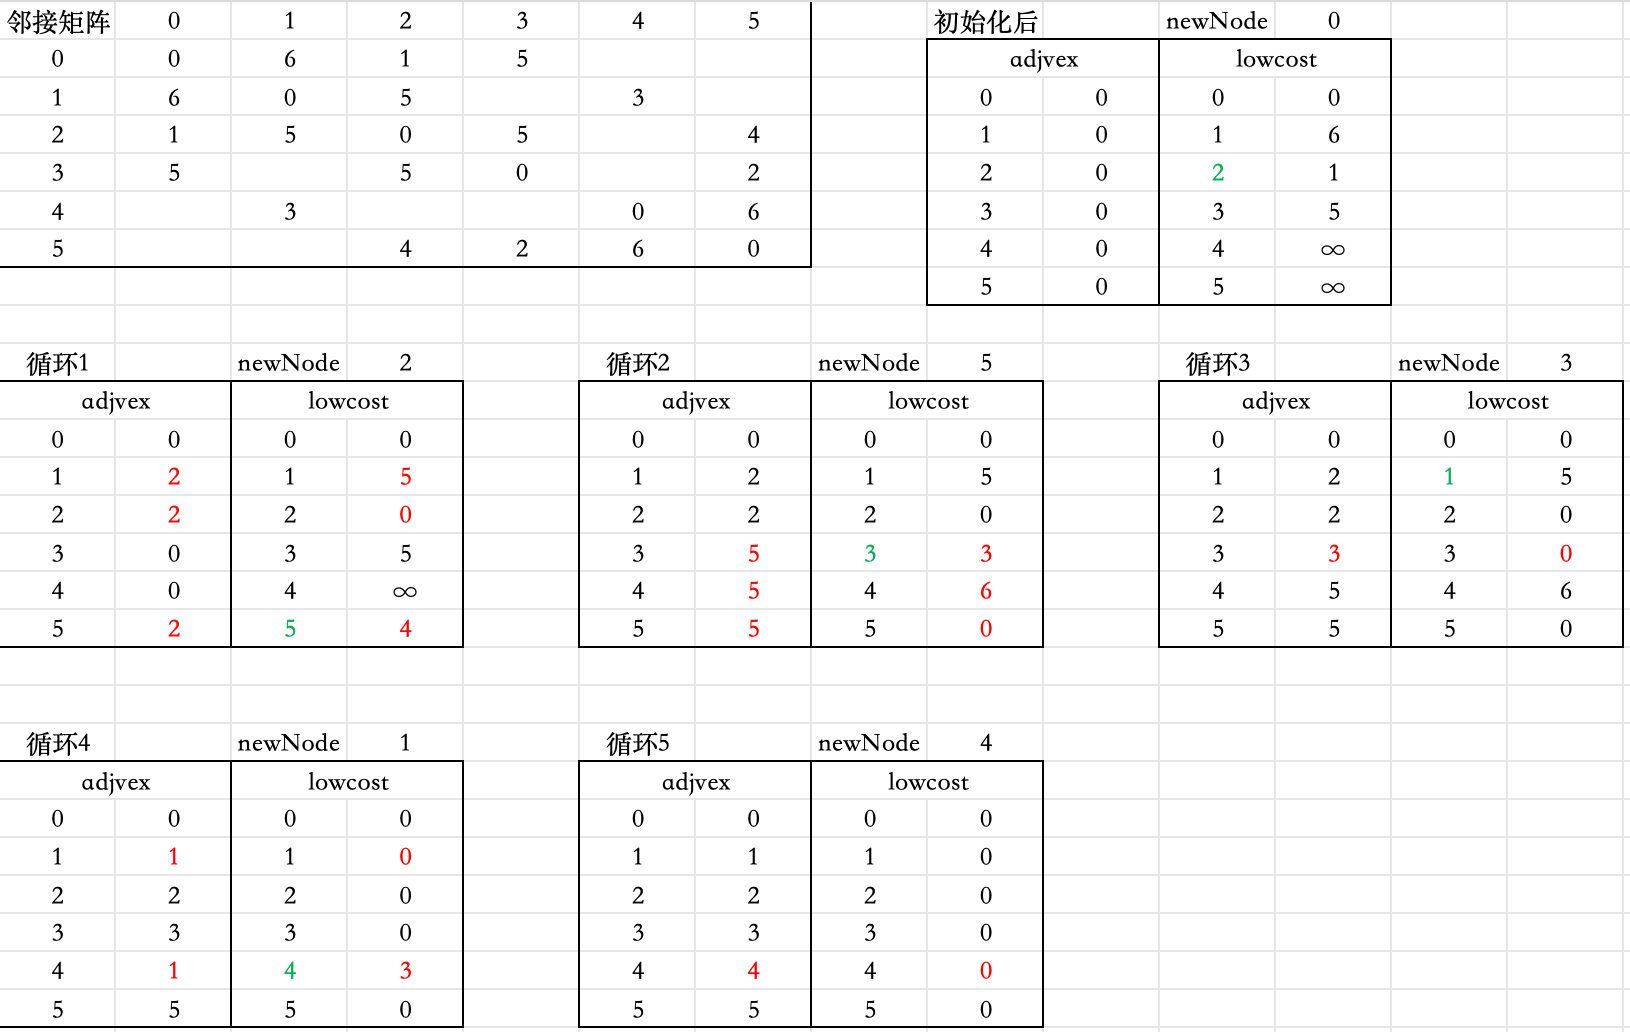 邻接矩阵 0 1 2 3 4 5 初始化后 newNode 0
0 0 6 1 5 adjvex lowcost
1 6 0 5 3 0 0 0 0
2 1 5 0 5 4 1 0 1 6
3 5 5 0 2 2 0 2 1
4 3 0 6 3 0 3 5
5 4 2 6 0 4 0 4 ∞
5 0 5 ∞
循环1 newNode 2 循环2 newNode 5 循环3 newNode 3
adjvex lowcost adjvex lowcost adjvex lowcost
0 0 0 0 0 0 0 0 0 0 0 0
1 2 1 5 1 2 1 5 1 2 1 5
2 2 2 0 2 2 2 0 2 2 2 0
3 0 3 5 3 5 3 3 3 3 3 0
4 0 4 ∞ 4 5 4 6 4 5 4 6
5 2 5 4 5 5 5 0 5 5 5 0
循环4 newNode 1 循环5 newNode 4
adjvex lowcost adjvex lowcost
0 0 0 0 0 0 0 0
1 1 1 0 1 1 1 0
2 2 2 0 2 2 2 0
3 3 3 0 3 3 3 0
4 1 4 3 4 4 4 0
5 5 5 0 5 5 5 0